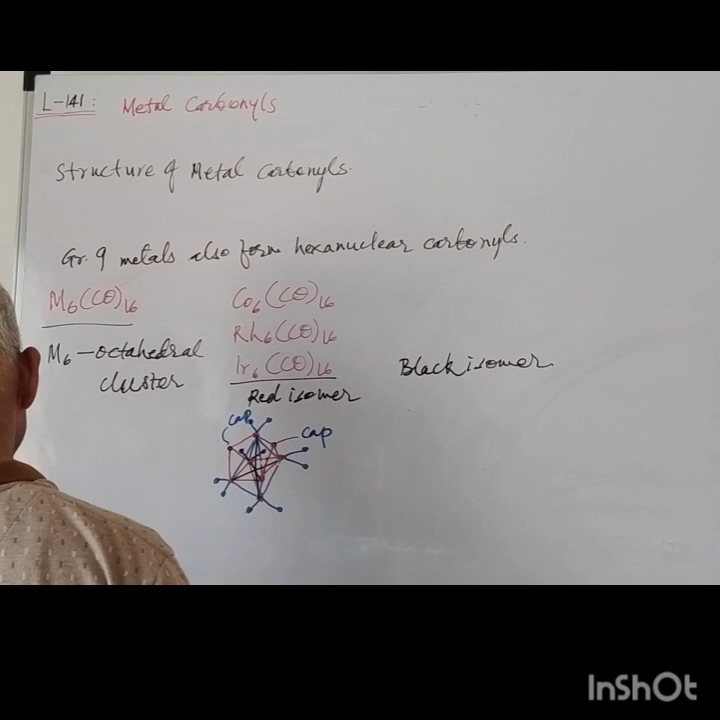 L-141: Metal Carbonyls
Structure of Metal Carbonyls.
Gr. 9 metals also form hexanuclear carbonyls.
M₆(CO)₁₆
Co₆(CO)₁₆
Rh₆(CO)₁₆
M₆-octahedral cluster
Ir₆(CO)₁₆
Red isomer
Black isomer
cap
cap
InShOt